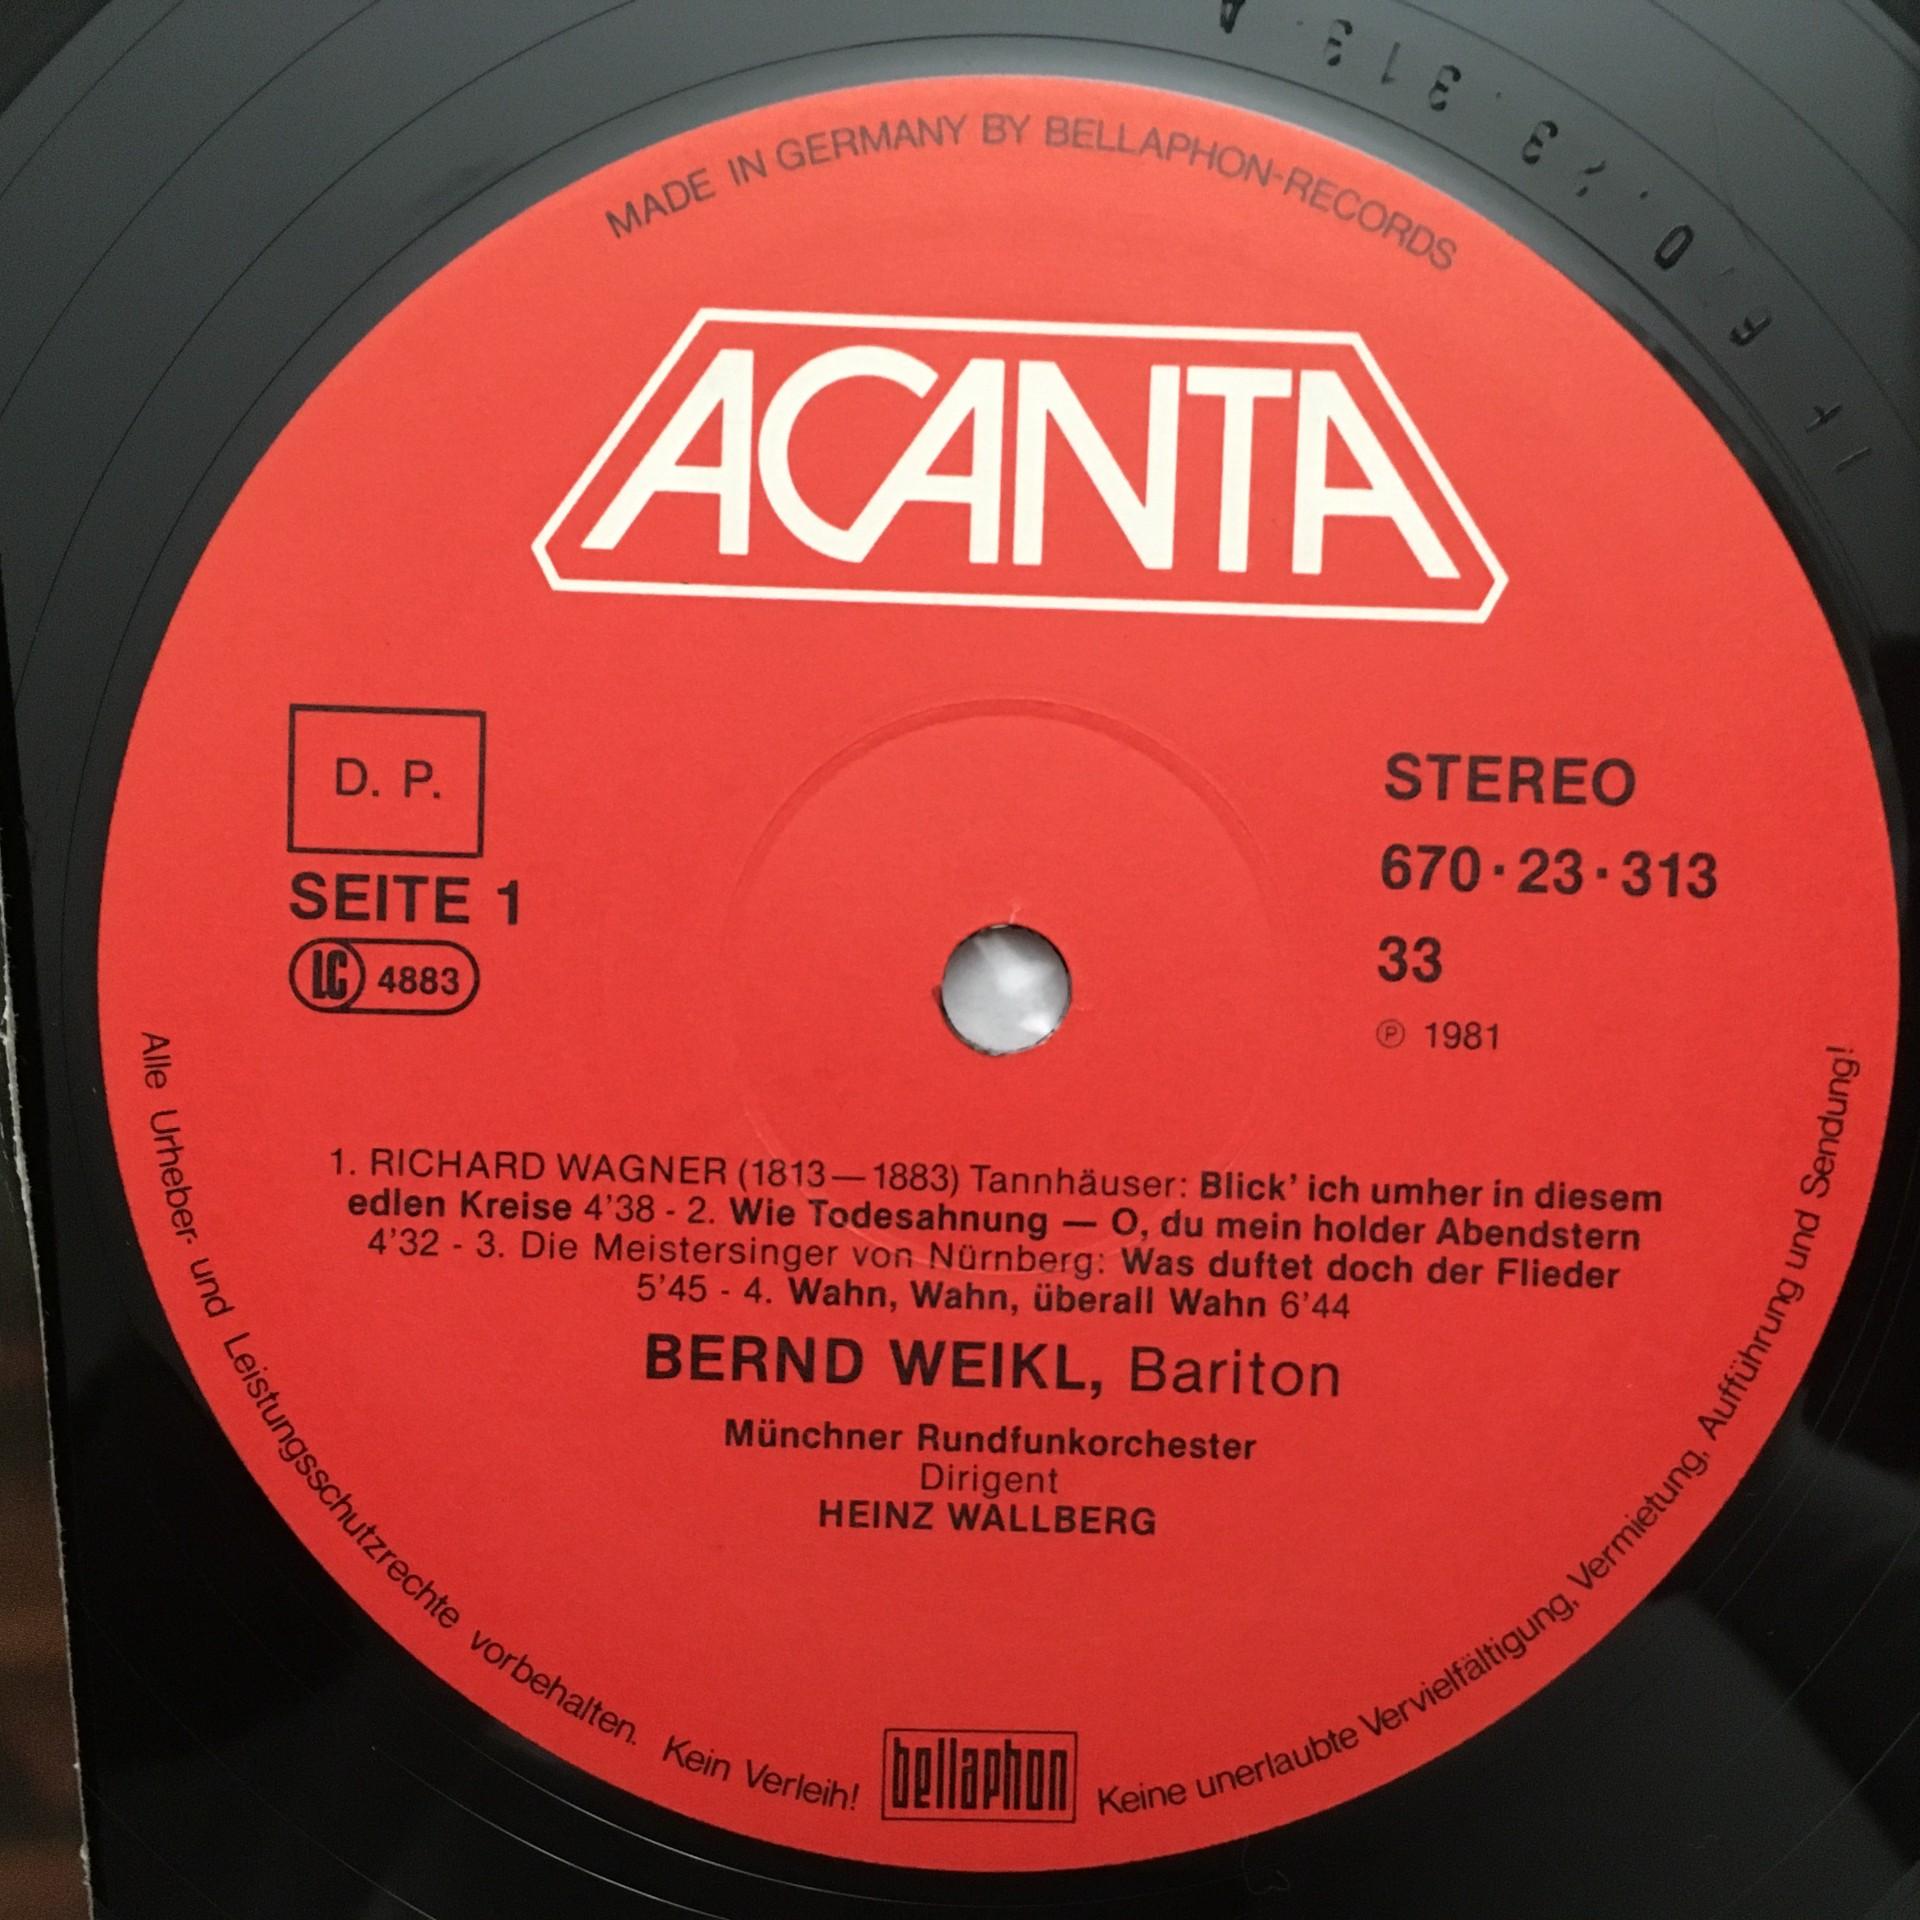 MADE IN GERMANY BY BELLAPHON-RECORDS
ACANTA
D. P.
SEITE 1
LC 4883
STEREO
670·23·313
33
℗ 1981
1. RICHARD WAGNER (1813—1883) Tannhäuser: Blick' ich umher in diesem
edlen Kreise 4'38 - 2. Wie Todesahnung — O, du mein holder Abendstern
4'32 - 3. Die Meistersinger von Nürnberg: Was duftet doch der Flieder
5'45 - 4. Wahn, Wahn, überall Wahn 6'44
BERND WEIKL, Bariton
Münchner Rundfunkorchester
Dirigent
HEINZ WALLBERG
Alle Urheber- und Leistungsschutzrechte vorbehalten. Kein Verleih!
bellaphon
Keine unerlaubte Vervielfältigung, Vermietung, Aufführung und Sendung!